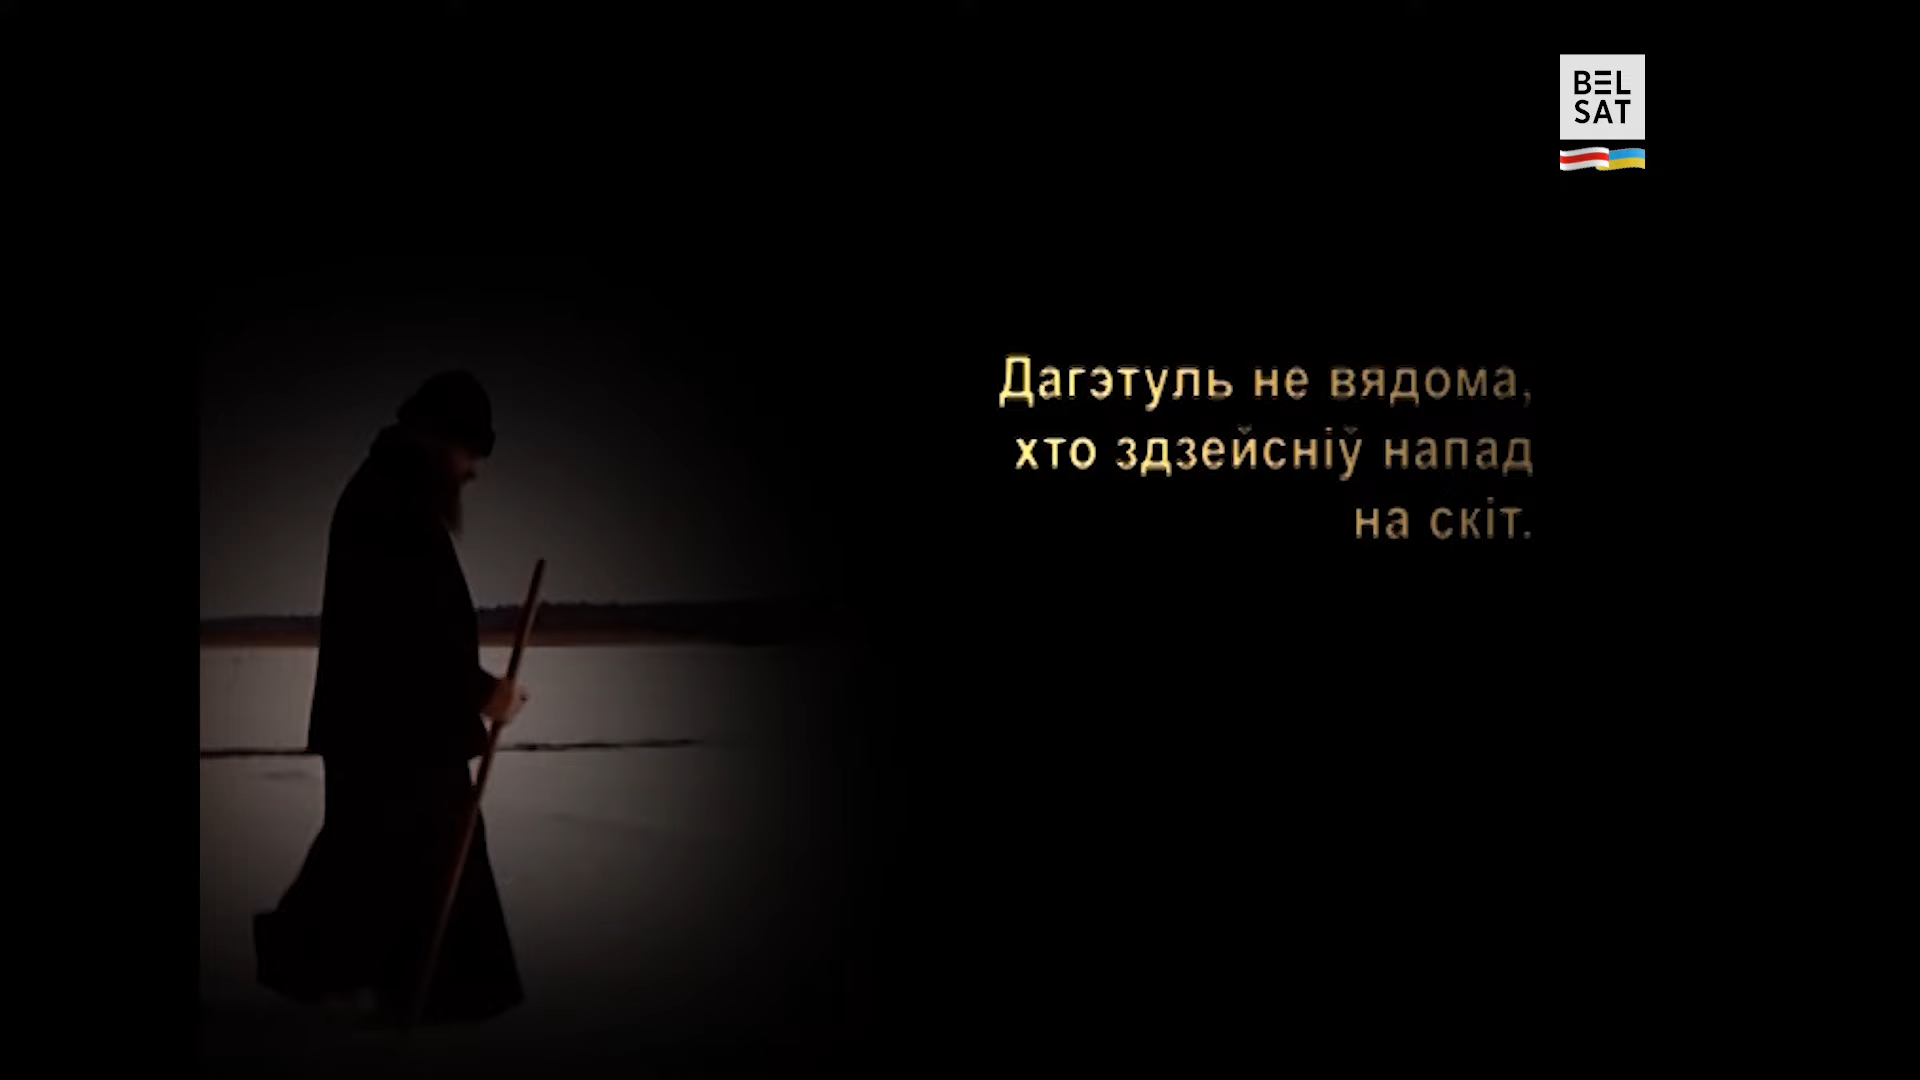 BEL
SAT
Дагэтуль не вядома,
хто здзейсніў напад
на скіт.